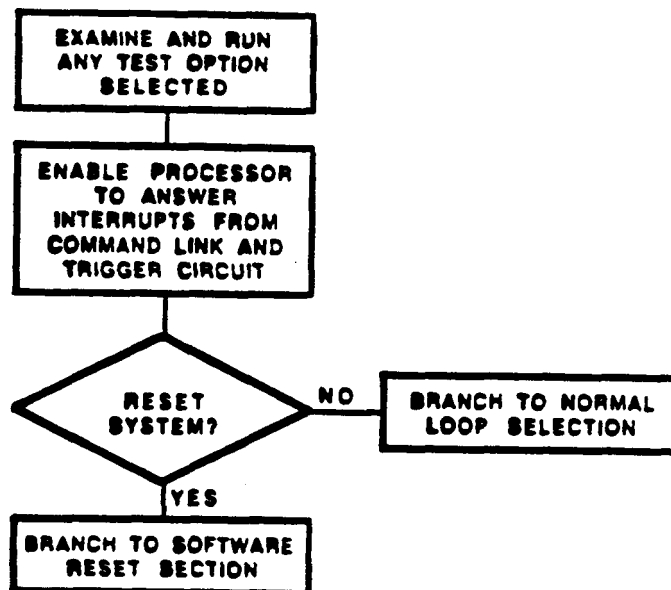 EXAMINE AND RUN
ANY TEST OPTION
SELECTED
ENABLE PROCESSOR
TO ANSWER
INTERRUPTS FROM
COMMAND LINK AND
TRIGGER CIRCUIT
RESET
SYSTEM?
NO
BRANCH TO NORMAL
LOOP SELECTION
YES
BRANCH TO SOFTWARE
RESET SECTION